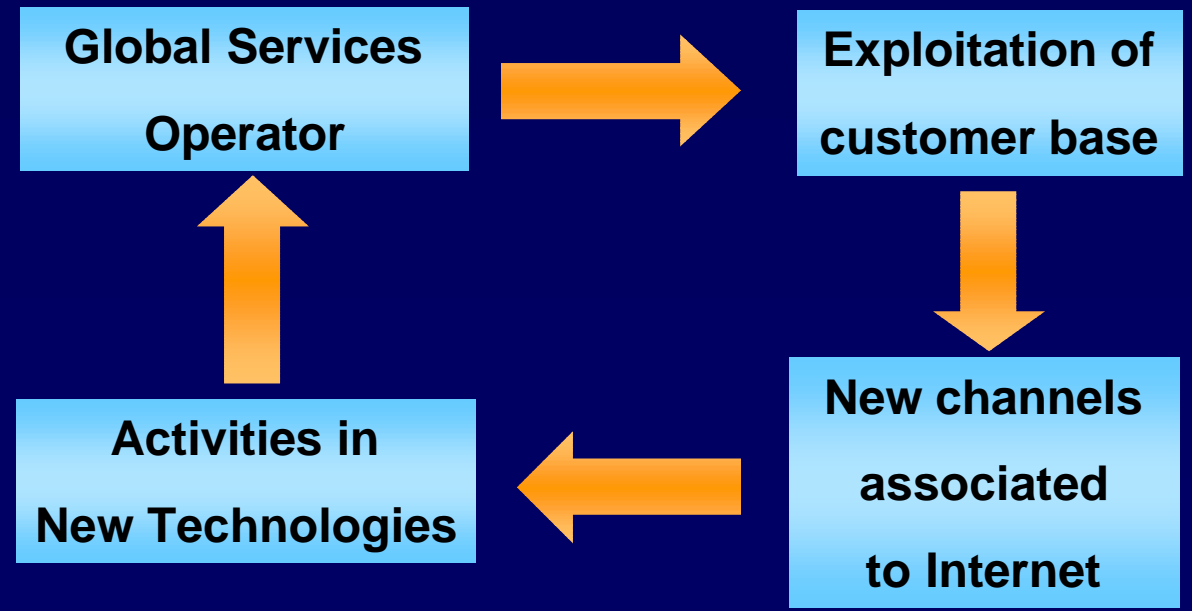 Global Services
Operator
Exploitation of
customer base
New channels
associated
to Internet
Activities in
New Technologies